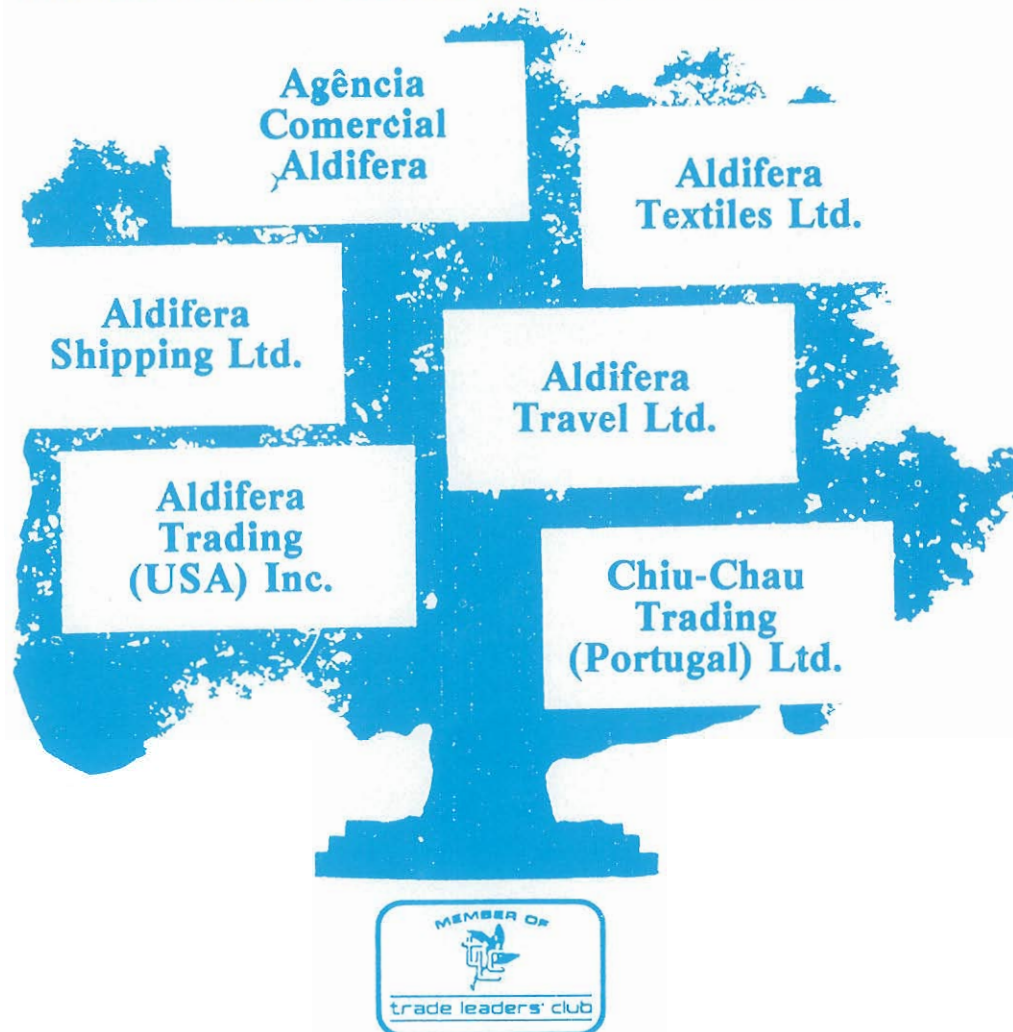 Agência
Comercial
Aldifera
Aldifera
Textiles Ltd.
Aldifera
Shipping Ltd.
Aldifera
Travel Ltd.
Aldifera
Trading
(USA) Inc.
Chiu-Chau
Trading
(Portugal) Ltd.
MEMBER OF
tlc
trade leaders' club